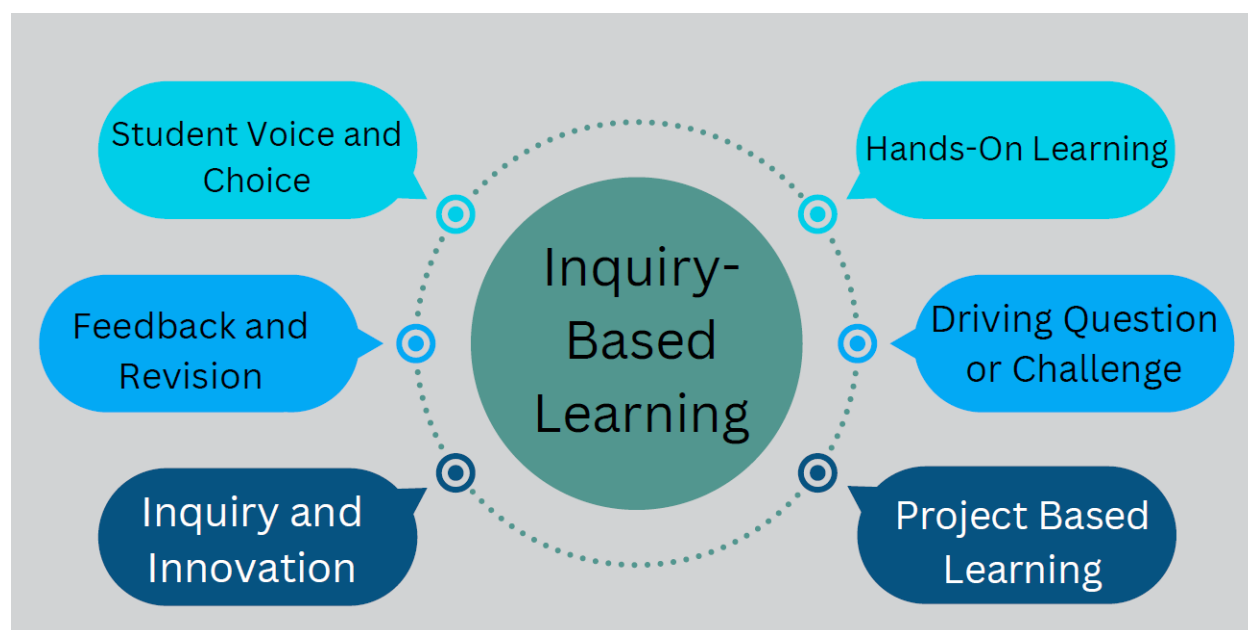 Student Voice and
Choice
Hands-On Learning
Inquiry-
Based
Learning
Feedback and
Revision
Driving Question
or Challenge
Inquiry and
Innovation
Project Based
Learning